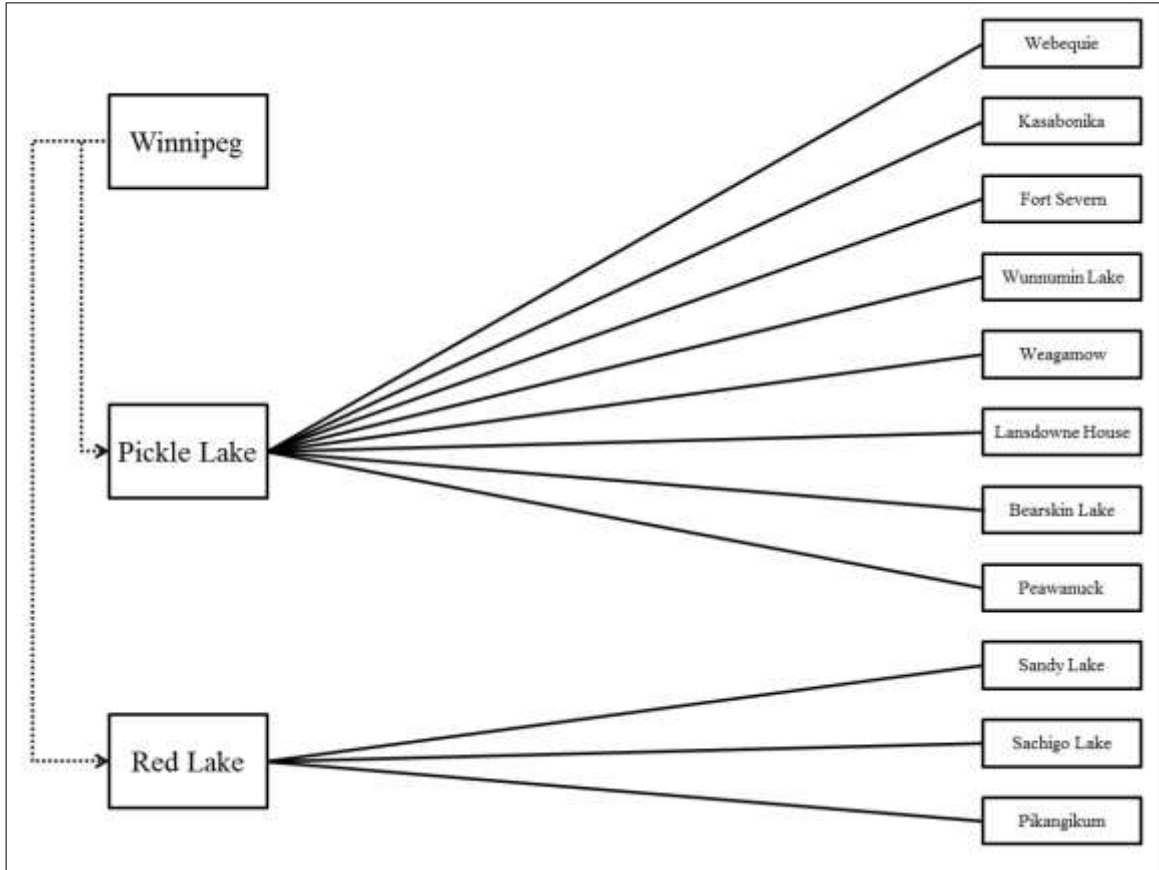 Winnipeg
Pickle Lake
Red Lake
Webequie
Kasabonika
Fort Severn
Wunnumin Lake
Weagamow
Lansdowne House
Bearskin Lake
Peawanuck
Sandy Lake
Sachigo Lake
Pikangikum